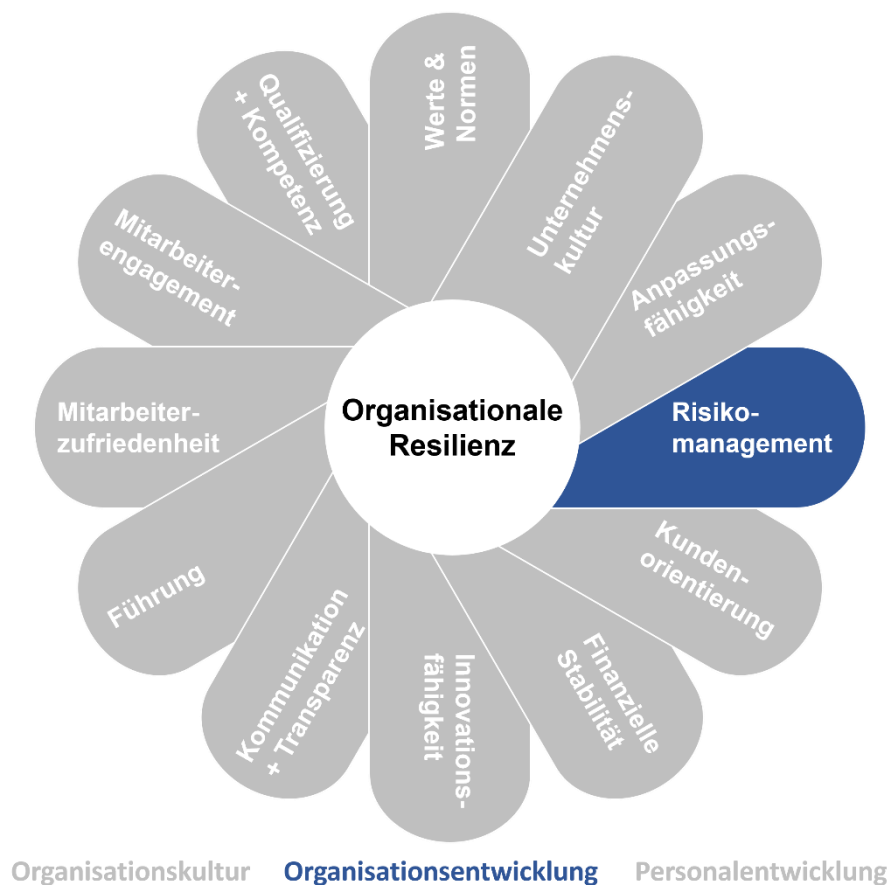 Werte &
Normen
Unternehmens-
kultur
Anpassungs-
fähigkeit
Risiko-
management
Kunden-
orientierung
Finanzielle
Stabilität
Innovations-
fähigkeit
Kommunikation
+ Transparenz
Führung
Mitarbeiter-
zufriedenheit
Mitarbeiter-
engagement
Qualifizierung
+ Kompetenz
Organisationale
Resilienz
Organisationskultur Organisationsentwicklung Personalentwicklung